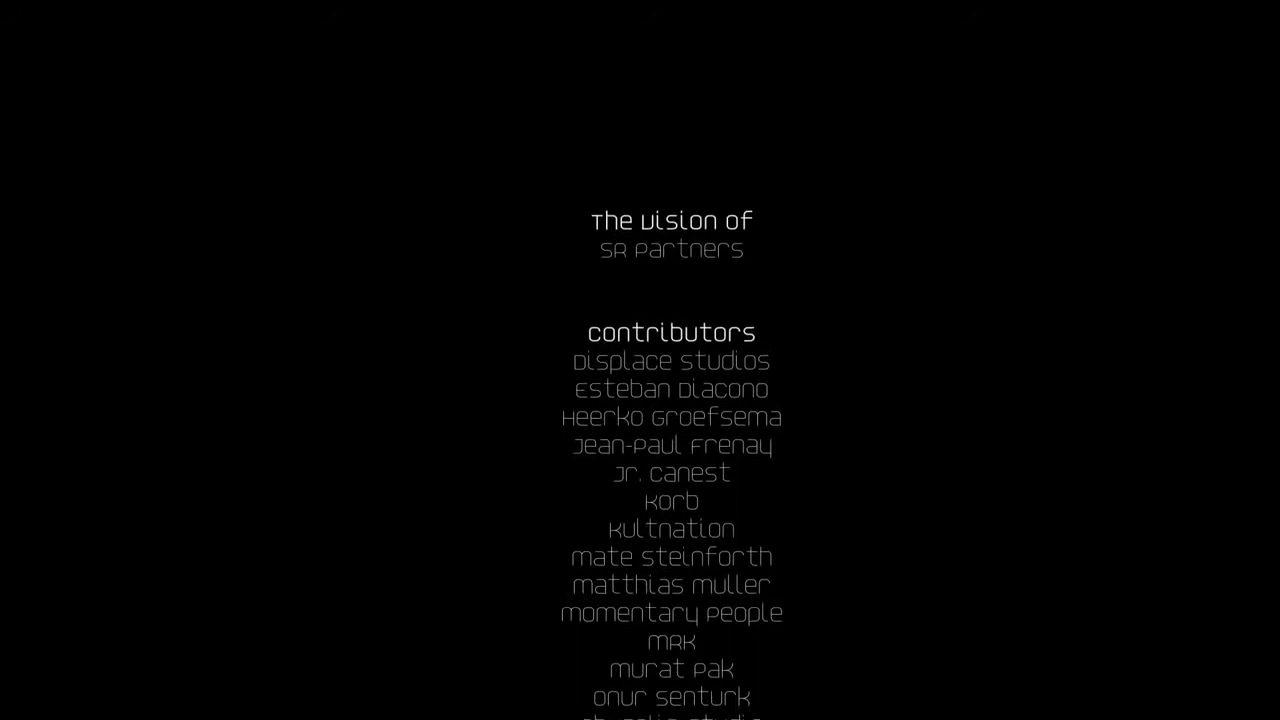 The Vision of
SR Partners
Contributors
Displace Studios
Esteban Diacono
Heerko Groefsema
Jean-Paul Frenay
Jr. Canest
Korb
Kultnation
Mate Steinforth
Matthias Muller
Momentary People
MRK
Murat Pak
Onur Senturk